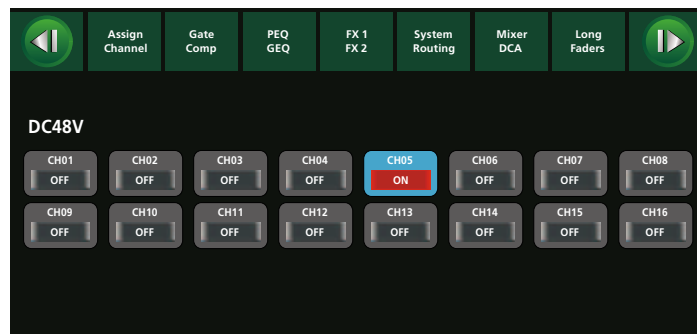 Assign Channel
Gate Comp
PEQ GEQ
FX 1 FX 2
System Routing
Mixer DCA
Long Faders
DC48V
CH01 CH02 CH03 CH04 CH05 CH06 CH07 CH08
OFF OFF OFF OFF ON OFF OFF OFF
CH09 CH10 CH11 CH12 CH13 CH14 CH15 CH16
OFF OFF OFF OFF OFF OFF OFF OFF